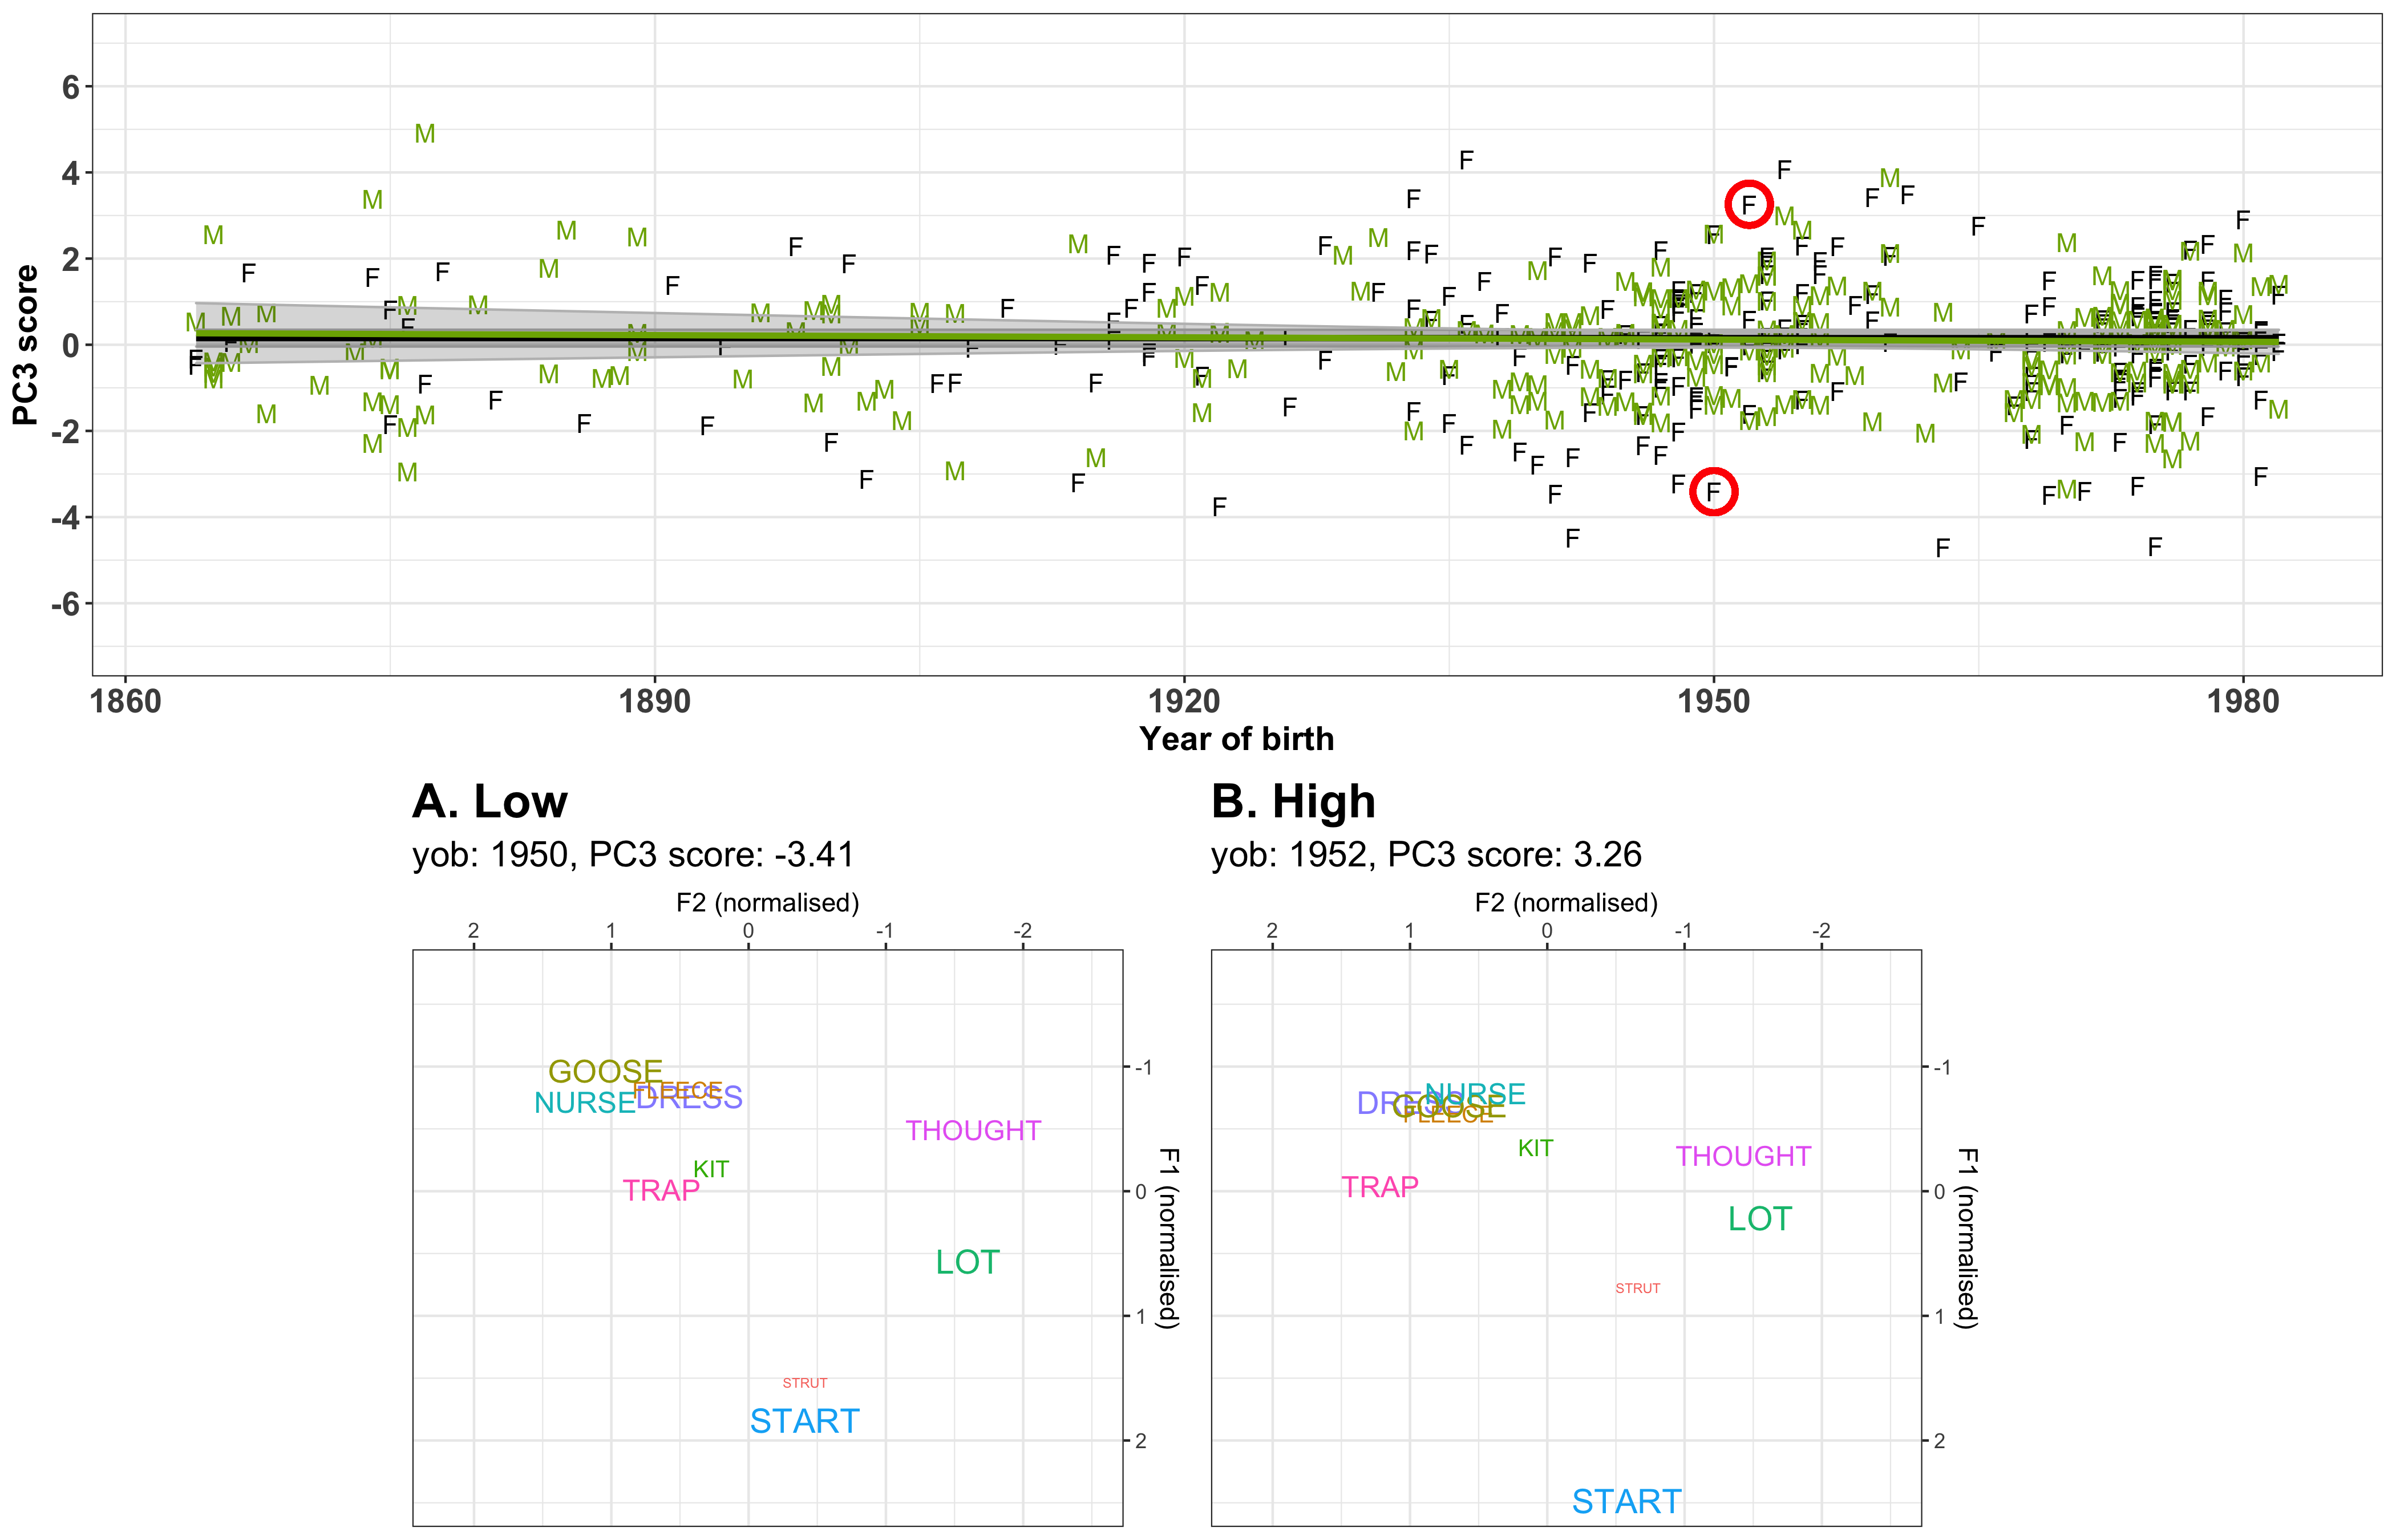 6
4
2
0
-2
-4
-6
PC3 score
1860 1890 1920 1950 1980
Year of birth
A. Low
yob: 1950, PC3 score: -3.41
F2 (normalised)
2 1 0 -1 -2
GOOSE
FLEECE
DRESS
NURSE
THOUGHT
KIT
TRAP
LOT
STRUT
START
-1
0
1
2
F1 (normalised)
B. High
yob: 1952, PC3 score: 3.26
F2 (normalised)
2 1 0 -1 -2
NURSE
DRESS
GOOSE
FLEECE
KIT
THOUGHT
TRAP
LOT
STRUT
START
-1
0
1
2
F1 (normalised)